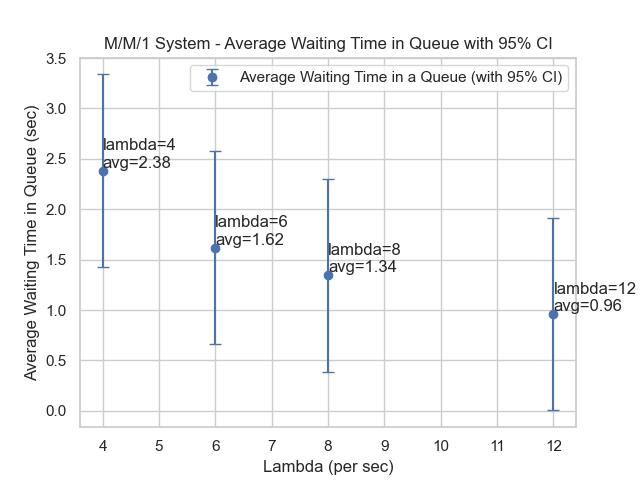 M/M/1 System - Average Waiting Time in Queue with 95% CI
Average Waiting Time in a Queue (with 95% CI)
Average Waiting Time in Queue (sec)
3.5
3.0
2.5
2.0
1.5
1.0
0.5
0.0
lambda=4
avg=2.38
lambda=6
avg=1.62
lambda=8
avg=1.34
lambda=12
avg=0.96
4 5 6 7 8 9 10 11 12
Lambda (per sec)